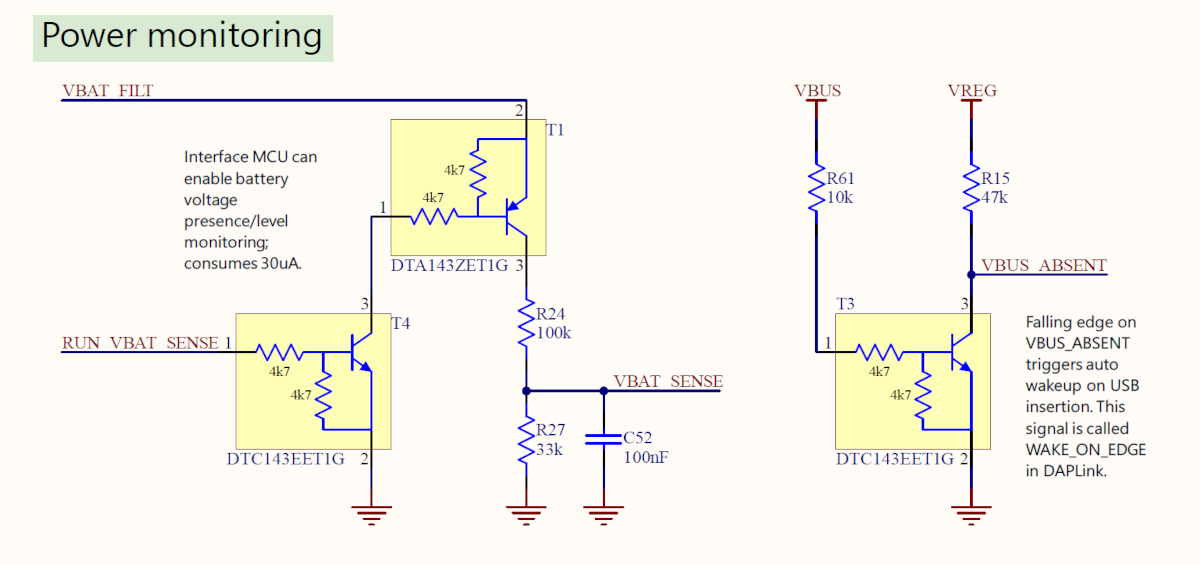 Power monitoring
VBAT_FILT
2
T1
Interface MCU can
enable battery
voltage
presence/level
monitoring;
consumes 30uA.
4k7
4k7
1
DTA143ZET1G
3
3
T4
RUN_VBAT_SENSE
1
4k7
4k7
DTC143EET1G
2
R24
100k
VBAT_SENSE
R27
33k
C52
100nF
VBUS
VREG
R61
10k
R15
47k
VBUS_ABSENT
T3
3
1
4k7
4k7
DTC143EET1G
2
Falling edge on
VBUS_ABSENT
triggers auto
wakeup on USB
insertion. This
signal is called
WAKE_ON_EDGE
in DAPLink.